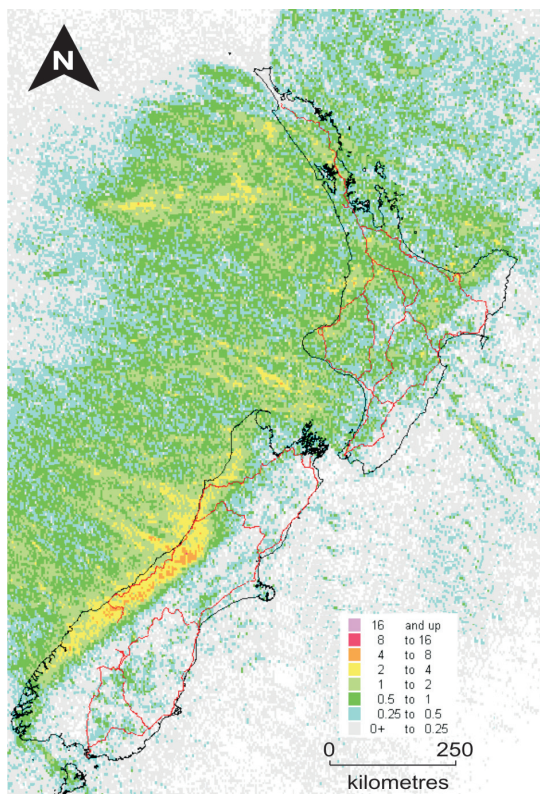 N
16 and up
8 to 16
4 to 8
2 to 4
1 to 2
0.5 to 1
0.25 to 0.5
0+ to 0.25
0 250
kilometres